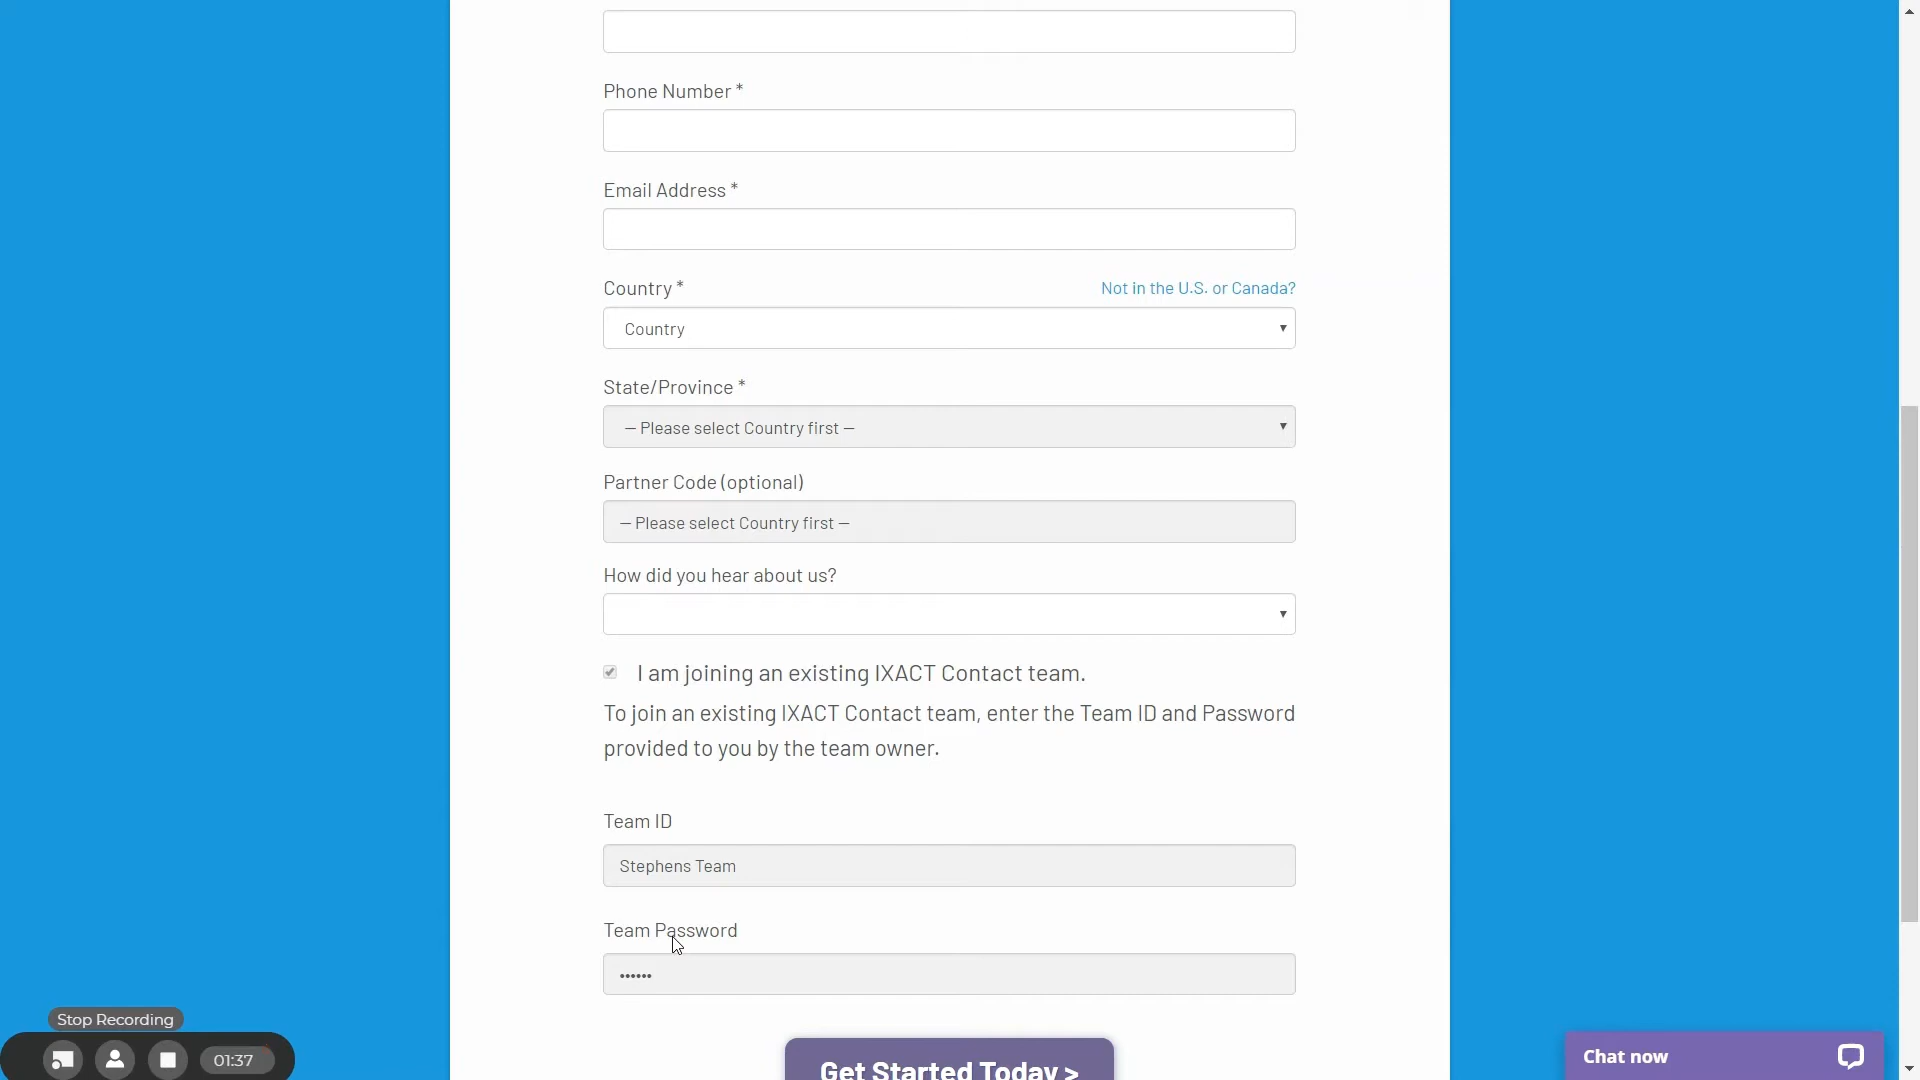 Phone Number *
Email Address *
Country *
Not in the U.S. or Canada?
Country
State/Province *
— Please select Country first —
Partner Code (optional)
— Please select Country first —
How did you hear about us?
I am joining an existing IXACT Contact team.
To join an existing IXACT Contact team, enter the Team ID and Password
provided to you by the team owner.
Team ID
Stephens Team
Team Password
••••••
Stop Recording
01:37
Get Started Today >
Chat now